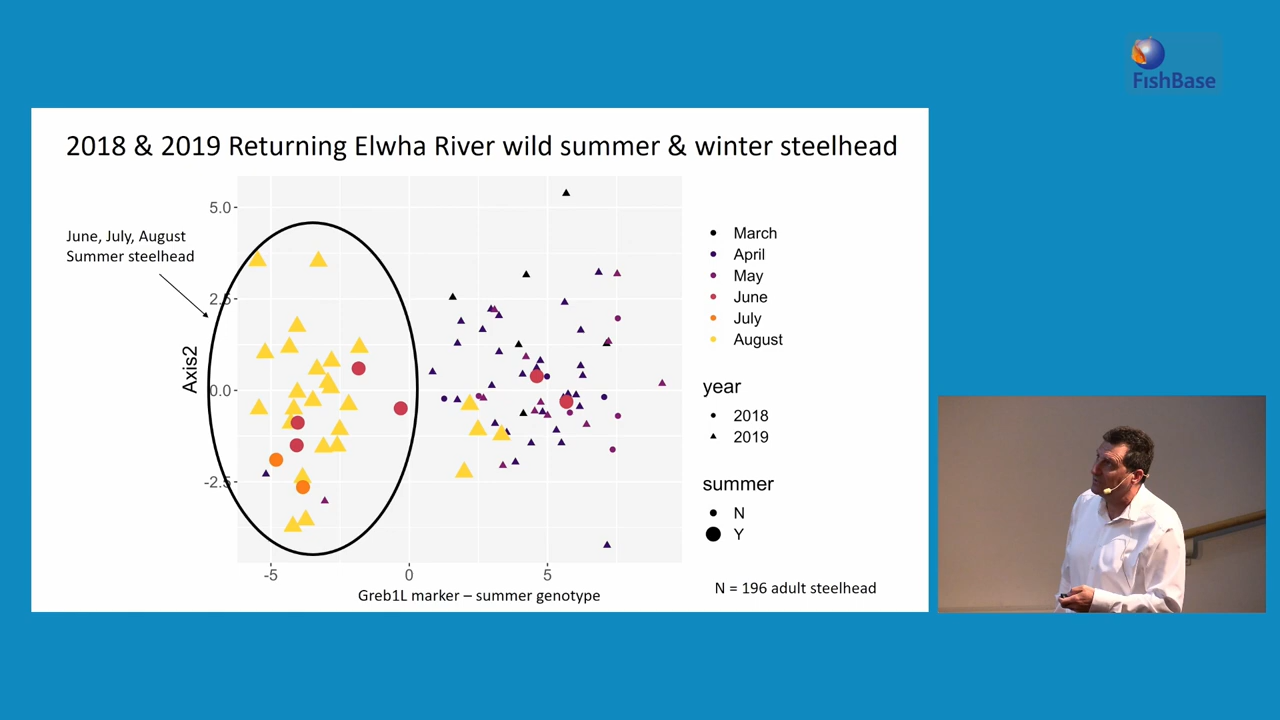 FishBase
2018 & 2019 Returning Elwha River wild summer & winter steelhead
June, July, August
Summer steelhead
5.0
2.5
0.0
-2.5
Axis2
-5
0
5
Greb1L marker – summer genotype
March
April
May
June
July
August
year
2018
2019
summer
N
Y
N = 196 adult steelhead